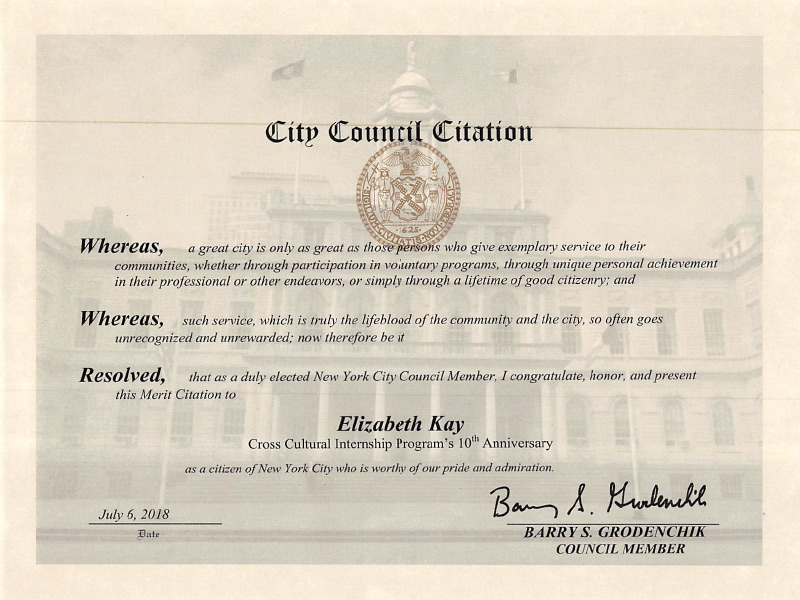 City Council Citation
SIGILLUM CIVITATIS NOVI EBORACI
1625
Whereas, a great city is only as great as those persons who give exemplary service to their
communities, whether through participation in voluntary programs, through unique personal achievement
in their professional or other endeavors, or simply through a lifetime of good citizenry; and
Whereas, such service, which is truly the lifeblood of the community and the city, so often goes
unrecognized and unrewarded; now therefore be it
Resolved, that as a duly elected New York City Council Member, I congratulate, honor, and present
this Merit Citation to
Elizabeth Kay
Cross Cultural Internship Program's 10th Anniversary
as a citizen of New York City who is worthy of our pride and admiration.
Barry S. Grodenchik
July 6, 2018
Date
BARRY S. GRODENCHIK
COUNCIL MEMBER